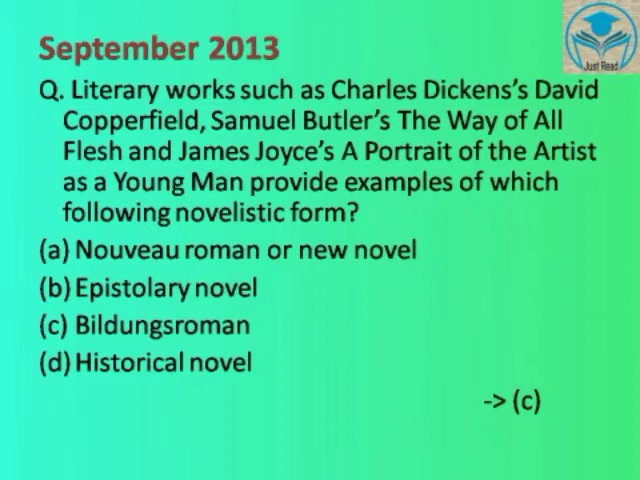 September 2013
Just Read
Q. Literary works such as Charles Dickens's David
Copperfield, Samuel Butler's The Way of All
Flesh and James Joyce's A Portrait of the Artist
as a Young Man provide examples of which
following novelistic form?
(a) Nouveau roman or new novel
(b) Epistolary novel
(c) Bildungsroman
(d) Historical novel
-> (c)